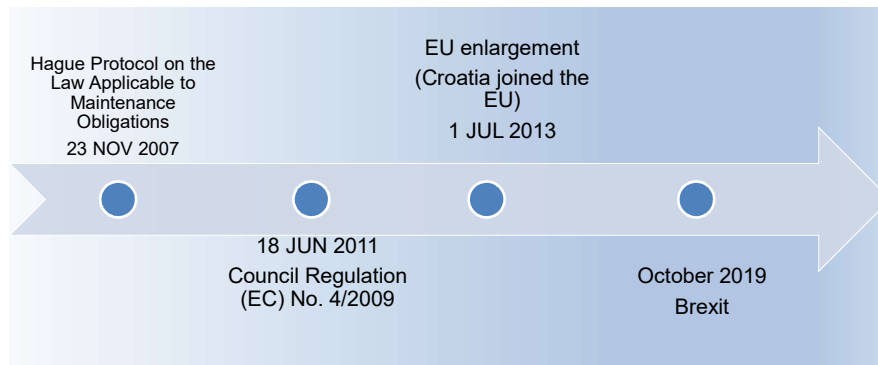 Hague Protocol on the
Law Applicable to
Maintenance
Obligations
23 NOV 2007
18 JUN 2011
Council Regulation
(EC) No. 4/2009
EU enlargement
(Croatia joined the
EU)
1 JUL 2013
October 2019
Brexit